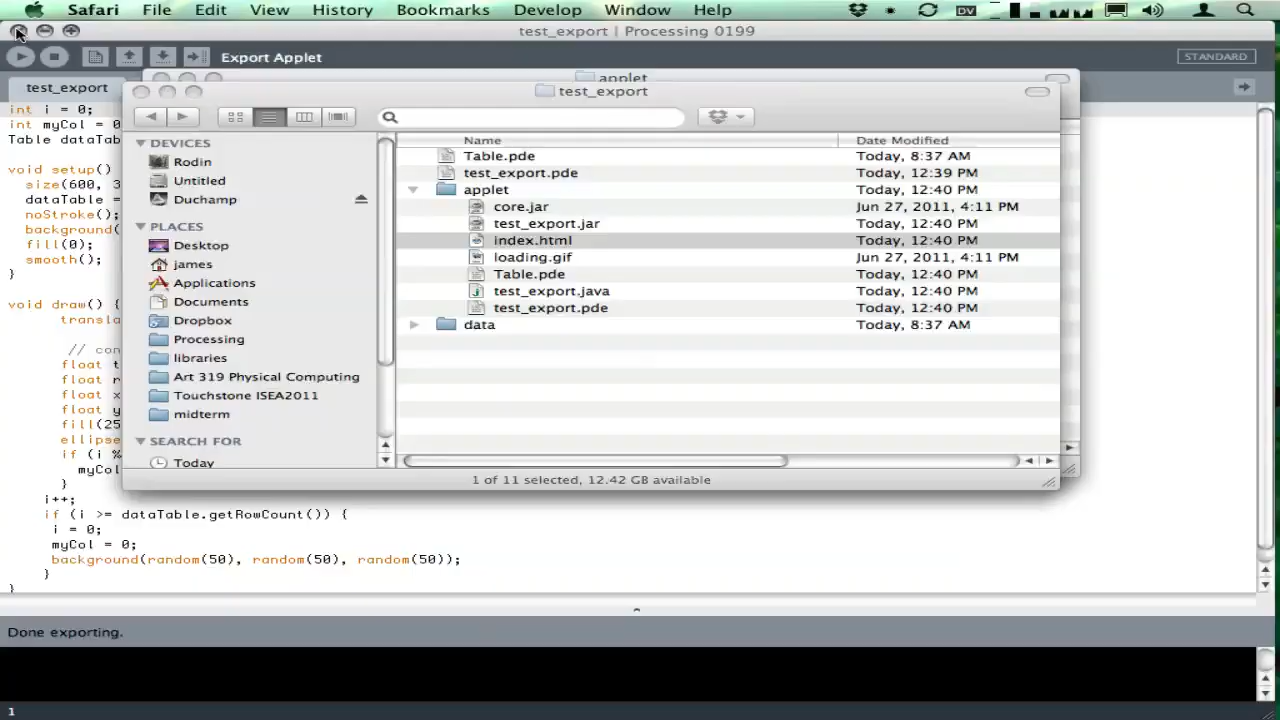 Safari File Edit View History Bookmarks Develop Window Help DV
test_export | Processing 0199
Export Applet STANDARD
applet
test_export
test_export
int i = 0;
int myCol = 0
Table dataTa
void setup()
size(600, 3
dataTable =
noStroke();
background(
fill(0);
smooth();
}
void draw() {
transla
// con
float t
float r
float x
float y
fill(25
ellipse
if (i %
myCol
}
i++;
if (i >= dataTable.getRowCount()) {
i = 0;
myCol = 0;
background(random(50), random(50), random(50));
}
}
DEVICES
Rodin
Untitled
Duchamp
PLACES
Desktop
james
Applications
Documents
Dropbox
Processing
libraries
Art 319 Physical Computing
Touchstone ISEA2011
midterm
SEARCH FOR
Today
Name Date Modified
Table.pde Today, 8:37 AM
test_export.pde Today, 12:39 PM
applet Today, 12:40 PM
core.jar Jun 27, 2011, 4:11 PM
test_export.jar Today, 12:40 PM
index.html Today, 12:40 PM
loading.gif Jun 27, 2011, 4:11 PM
Table.pde Today, 12:40 PM
test_export.java Today, 12:40 PM
test_export.pde Today, 12:40 PM
data Today, 8:37 AM
1 of 11 selected, 12.42 GB available
Done exporting.
1